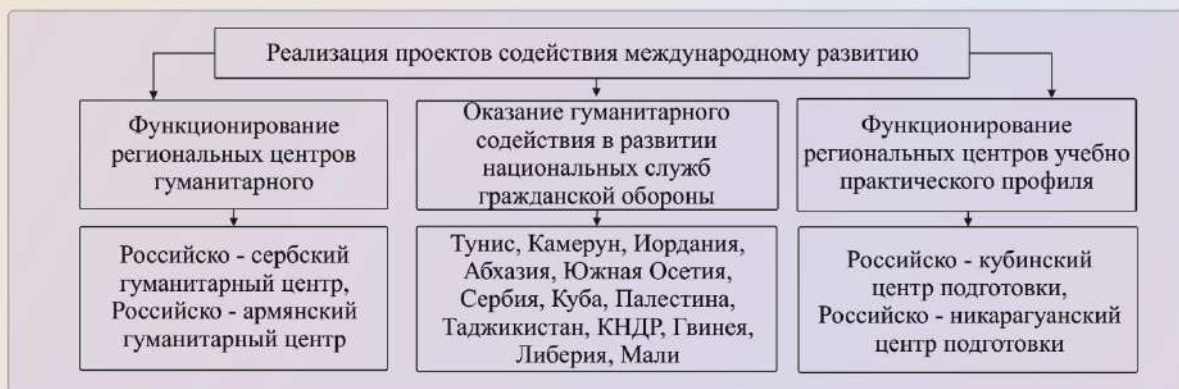 Реализация проектов содействия международному развитию
Функционирование
региональных центров
гуманитарного
Оказание гуманитарного
содействия в развитии
национальных служб
гражданской обороны
Функционирование
региональных центров учебно
практического профиля
Российско - сербский
гуманитарный центр,
Российско - армянский
гуманитарный центр
Тунис, Камерун, Иордания,
Абхазия, Южная Осетия,
Сербия, Куба, Палестина,
Таджикистан, КНДР, Гвинея,
Либерия, Мали
Российско - кубинский
центр подготовки,
Российско - никарагуанский
центр подготовки